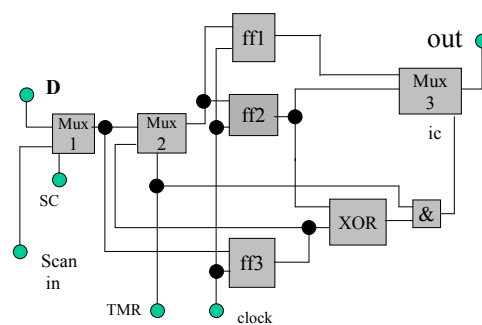 ff1
out
D
Mux
3
Mux
1
Mux
2
ff2
ic
SC
XOR
&
Scan
in
ff3
TMR
clock